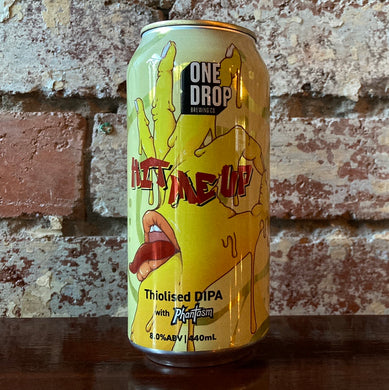 ONE
DROP
BREWING CO
HIT ME UP
Thiolised DIPA
with Phantasm
8.0%ABV | 440mL